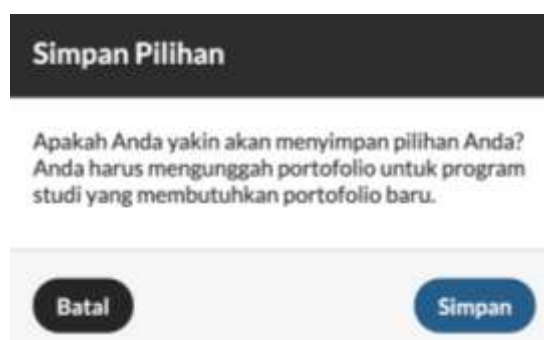 Simpan Pilihan
Apakah Anda yakin akan menyimpan pilihan Anda?
Anda harus mengunggah portofolio untuk program
studi yang membutuhkan portofolio baru.
Batal
Simpan